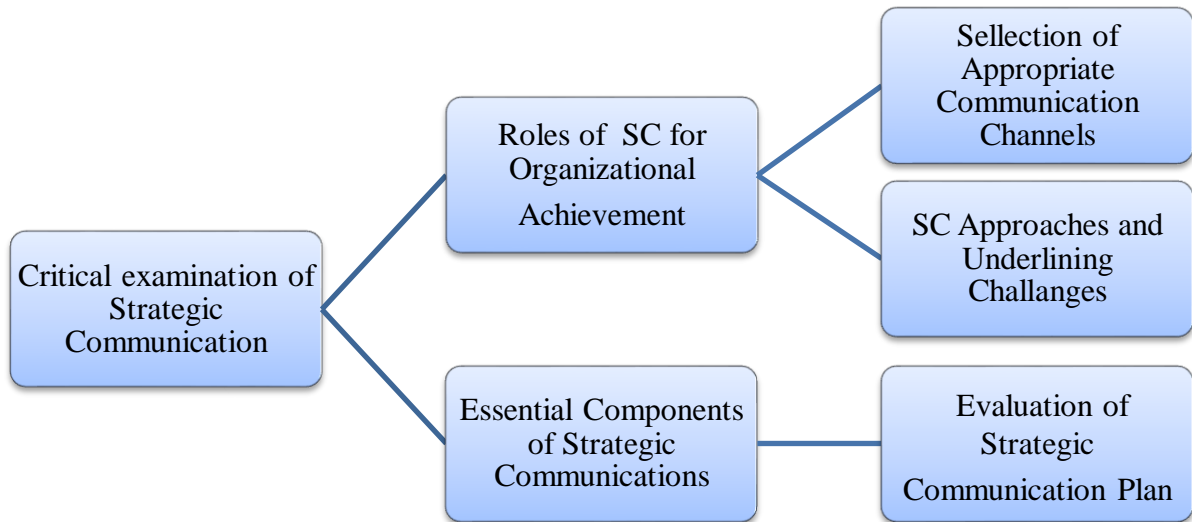 Critical examination of
Strategic
Communication
Roles of SC for
Organizational
Achievement
Sellection of
Appropriate
Communication
Channels
SC Approaches and
Underlining
Challanges
Essential Components
of Strategic
Communications
Evaluation of
Strategic
Communication Plan